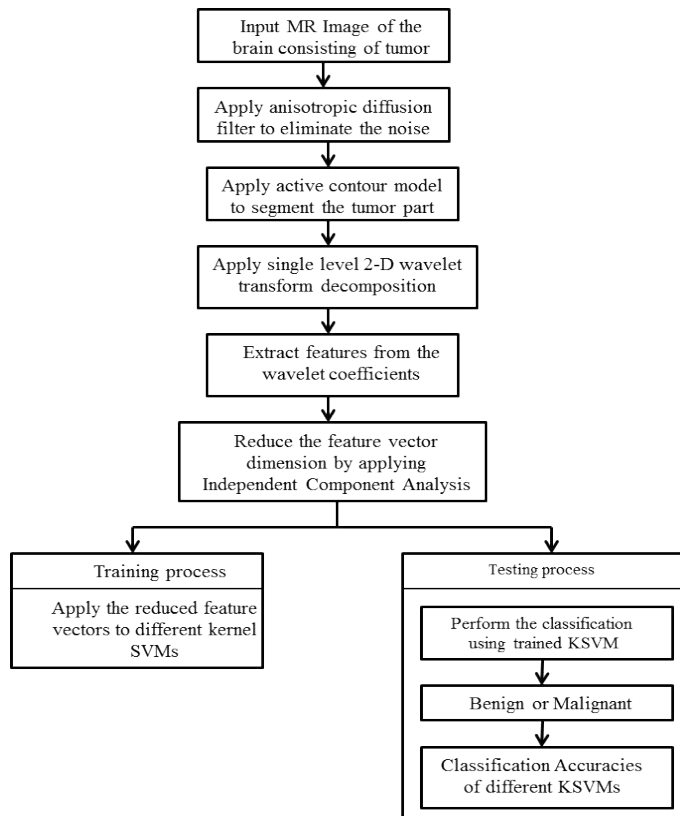 Input MR Image of the
brain consisting of tumor
Apply anisotropic diffusion
filter to eliminate the noise
Apply active contour model
to segment the tumor part
Apply single level 2-D wavelet
transform decomposition
Extract features from the
wavelet coefficients
Reduce the feature vector
dimension by applying
Independent Component Analysis
Training process
Apply the reduced feature
vectors to different kernel
SVMs
Testing process
Perform the classification
using trained KSVM
Benign or Malignant
Classification Accuracies
of different KSVMs